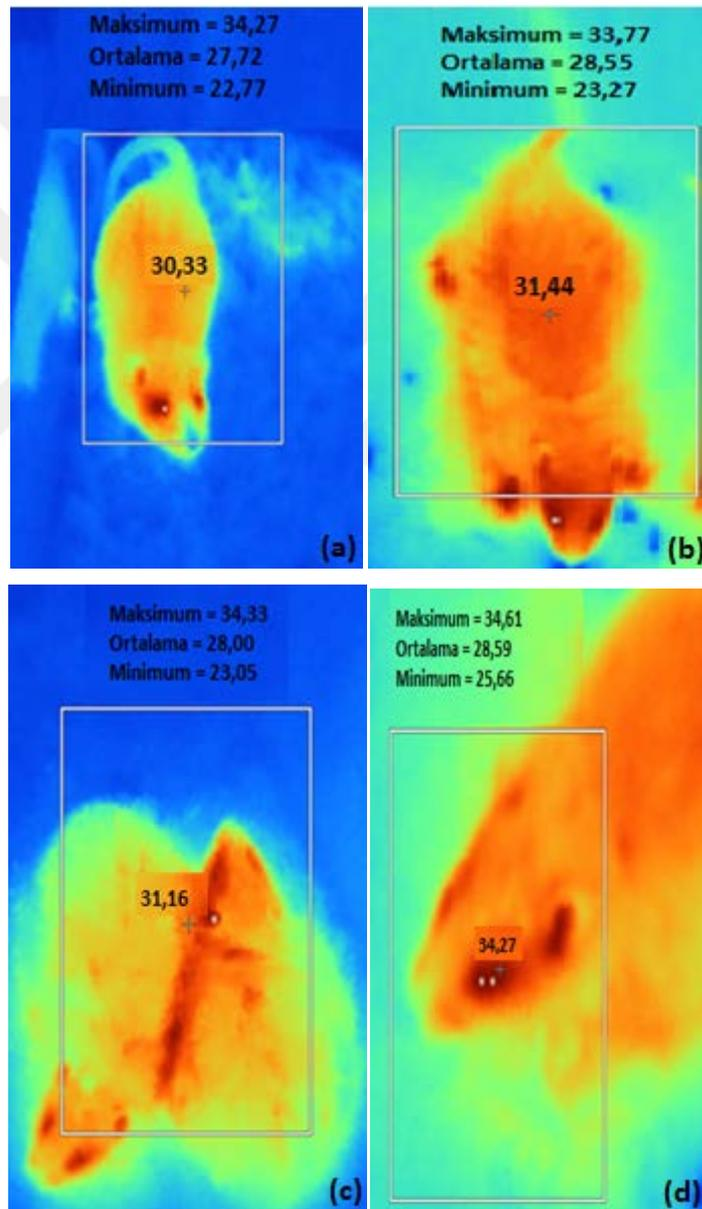 Maksimum = 34,27
Ortalama = 27,72
Minimum = 22,77
30,33
(a)
Maksimum = 33,77
Ortalama = 28,55
Minimum = 23,27
31,44
(b)
Maksimum = 34,33
Ortalama = 28,00
Minimum = 23,05
31,16
(c)
Maksimum = 34,61
Ortalama = 28,59
Minimum = 25,66
34,27
(d)